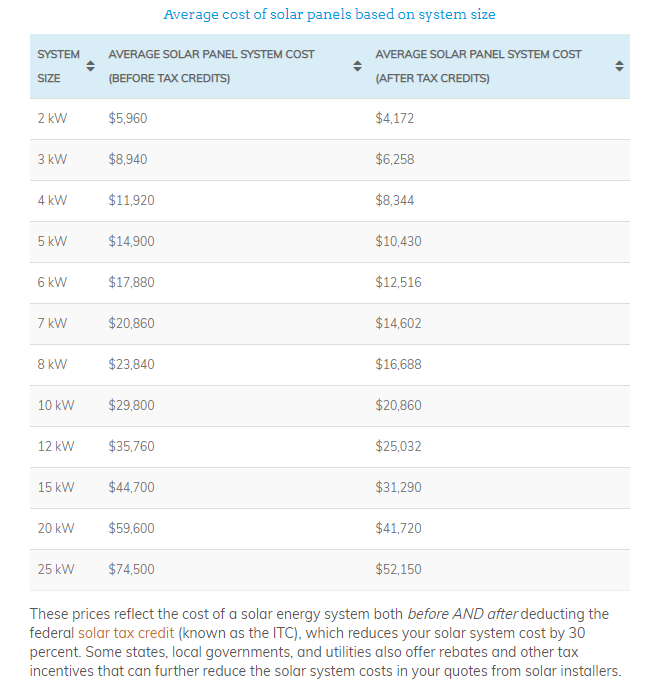 Average cost of solar panels based on system size
SYSTEM SIZE AVERAGE SOLAR PANEL SYSTEM COST (BEFORE TAX CREDITS) AVERAGE SOLAR PANEL SYSTEM COST (AFTER TAX CREDITS)
2 kW $5,960 $4,172
3 kW $8,940 $6,258
4 kW $11,920 $8,344
5 kW $14,900 $10,430
6 kW $17,880 $12,516
7 kW $20,860 $14,602
8 kW $23,840 $16,688
10 kW $29,800 $20,860
12 kW $35,760 $25,032
15 kW $44,700 $31,290
20 kW $59,600 $41,720
25 kW $74,500 $52,150
These prices reflect the cost of a solar energy system both before AND after deducting the
federal solar tax credit (known as the ITC), which reduces your solar system cost by 30
percent. Some states, local governments, and utilities also offer rebates and other tax
incentives that can further reduce the solar system costs in your quotes from solar installers.